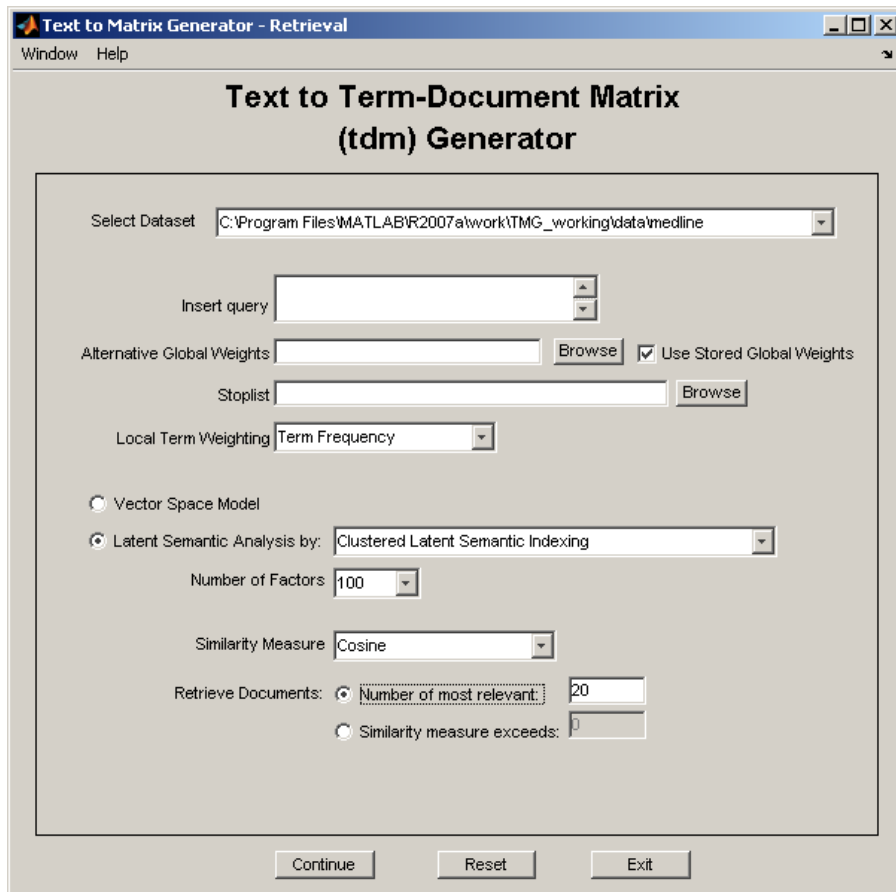 Text to Matrix Generator - Retrieval
Window Help
Text to Term-Document Matrix
(tdm) Generator
Select Dataset C:\Program Files\MATLAB\R2007a\work\TMG_working\data\medline
Insert query
Alternative Global Weights Browse Use Stored Global Weights
Stoplist Browse
Local Term Weighting Term Frequency
Vector Space Model
Latent Semantic Analysis by: Clustered Latent Semantic Indexing
Number of Factors 100
Similarity Measure Cosine
Retrieve Documents: Number of most relevant: 20
Similarity measure exceeds: 0
Continue Reset Exit